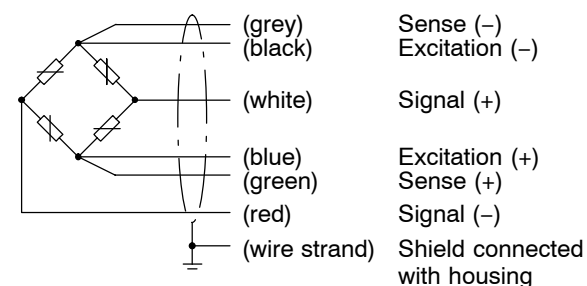 (grey) Sense (−)
(black) Excitation (−)
(white) Signal (+)
(blue) Excitation (+)
(green) Sense (+)
(red) Signal (−)
(wire strand) Shield connected
with housing